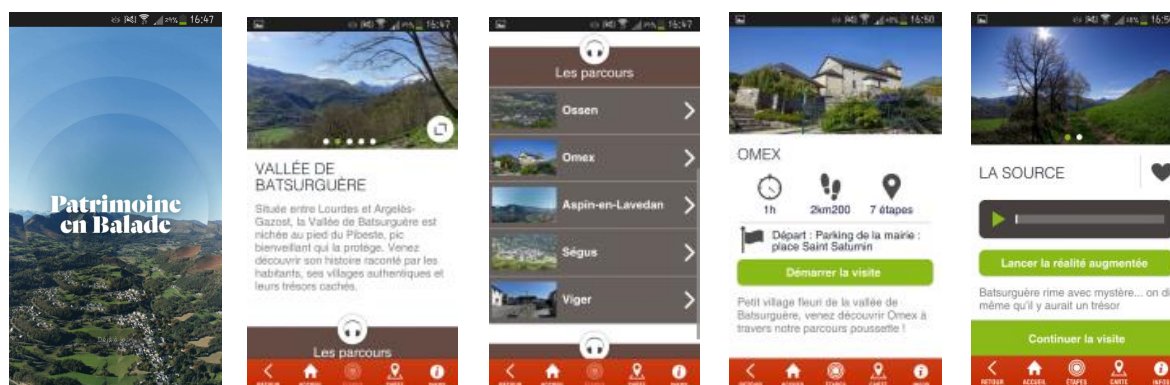 16:47
Patrimoine
en Balade
16:47
VALLÉE DE
BATSURGUÈRE
Située entre Lourdes et Argelès-
Gazost, la Vallée de Batsurguère est
nichée au pied du Pibeste, pic
bienveillant qui la protège. Venez
découvrir son histoire raconté par les
habitants, ses villages authentiques et
leurs trésors cachés.
Les parcours
16:47
Les parcours
Ossen
Omex
Aspin-en-Lavedan
Ségus
Viger
16:50
OMEX
1h
2km200
7 étapes
Départ : Parking de la mairie :
place Saint Saturnin
Démarrer la visite
Petit village fleuri de la vallée de
Batsurguère, venez découvrir Omex à
travers notre parcours poussette !
LA SOURCE
Lancer la réalité augmentée
Batsurguère rime avec mystère... on di
même qu'il y aurait un trésor
Continuer la visite
RETOUR ACCUEIL ÉTAPES CARTE